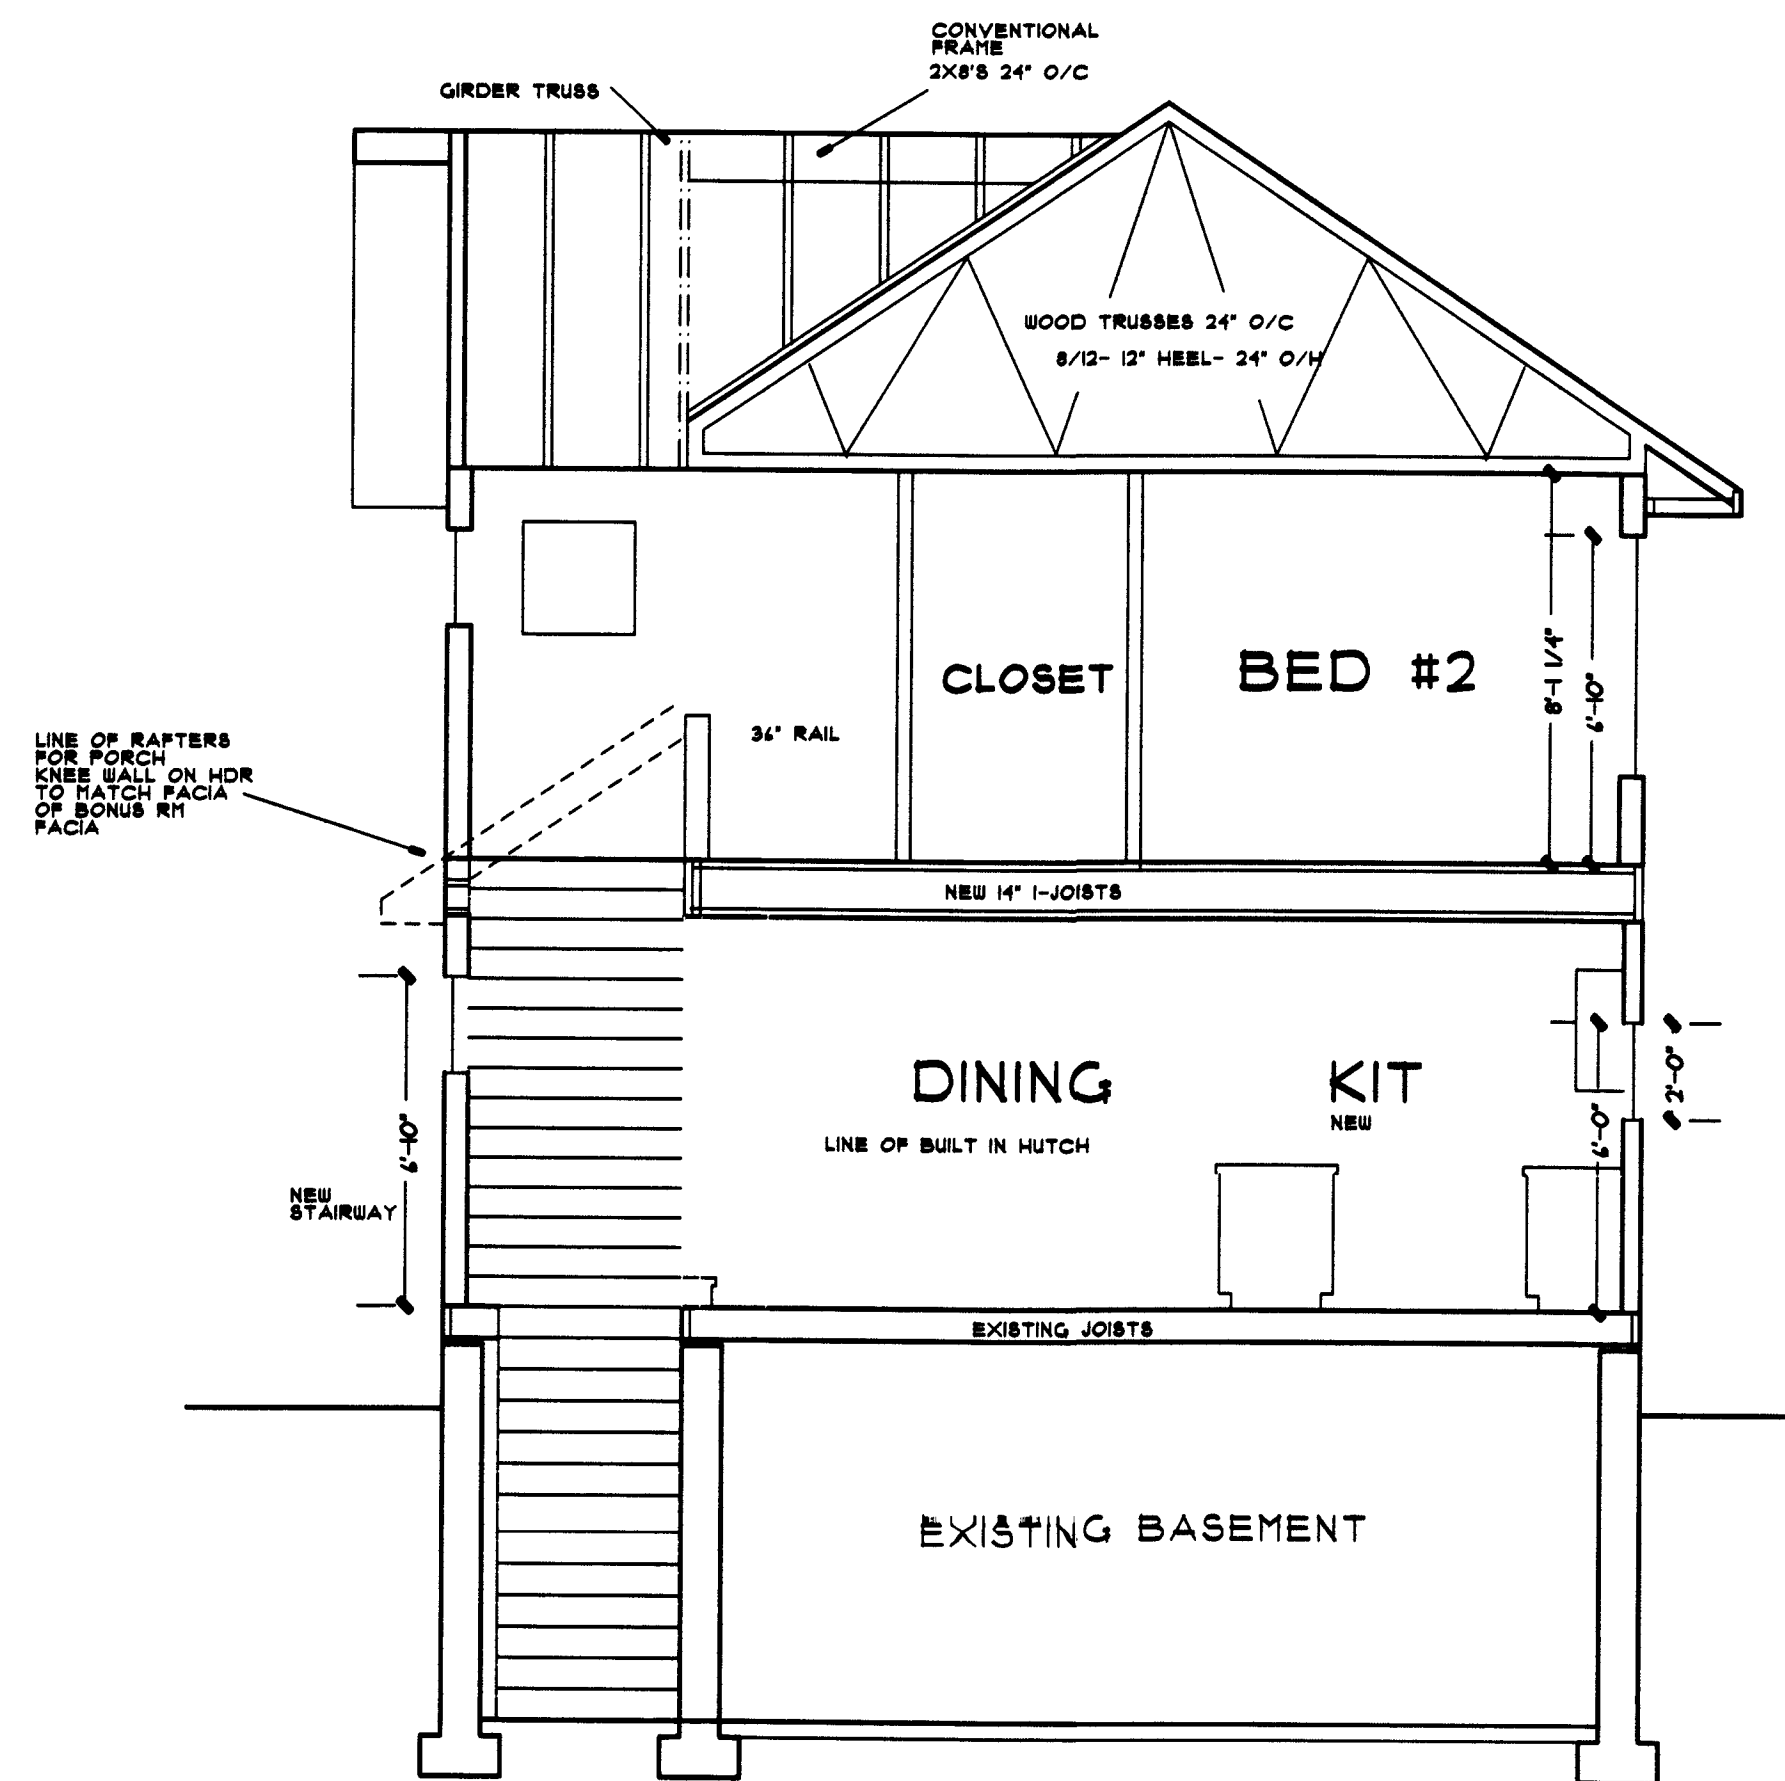 CONVENTIONAL
FRAME
2X8'S 24" O/C
GIRDER TRUSS
WOOD TRUSSES 24" O/C
8/12- 12" HEEL- 24" O/H
CLOSET
BED #2
8'-1 1/4"
6'-10"
36" RAIL
LINE OF RAFTERS
FOR PORCH
KNEE WALL ON HDR
TO MATCH FACIA
OF BONUS RM
FACIA
NEW 14" I-JOISTS
DINING
KIT
NEW
LINE OF BUILT IN HUTCH
6'-10"
6'-0"
2'-0"
NEW
STAIRWAY
EXISTING JOISTS
EXISTING BASEMENT